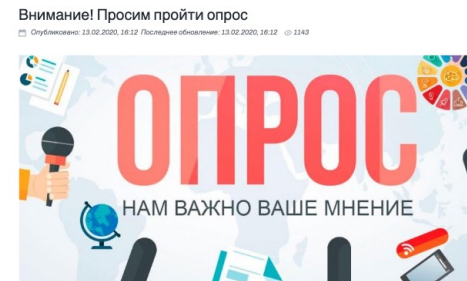 Внимание! Просим пройти опрос
Опубликовано: 13.02.2020, 16:12 Последнее обновление: 13.02.2020, 16:12 1143
ОПРОС
НАМ ВАЖНО ВАШЕ МНЕНИЕ